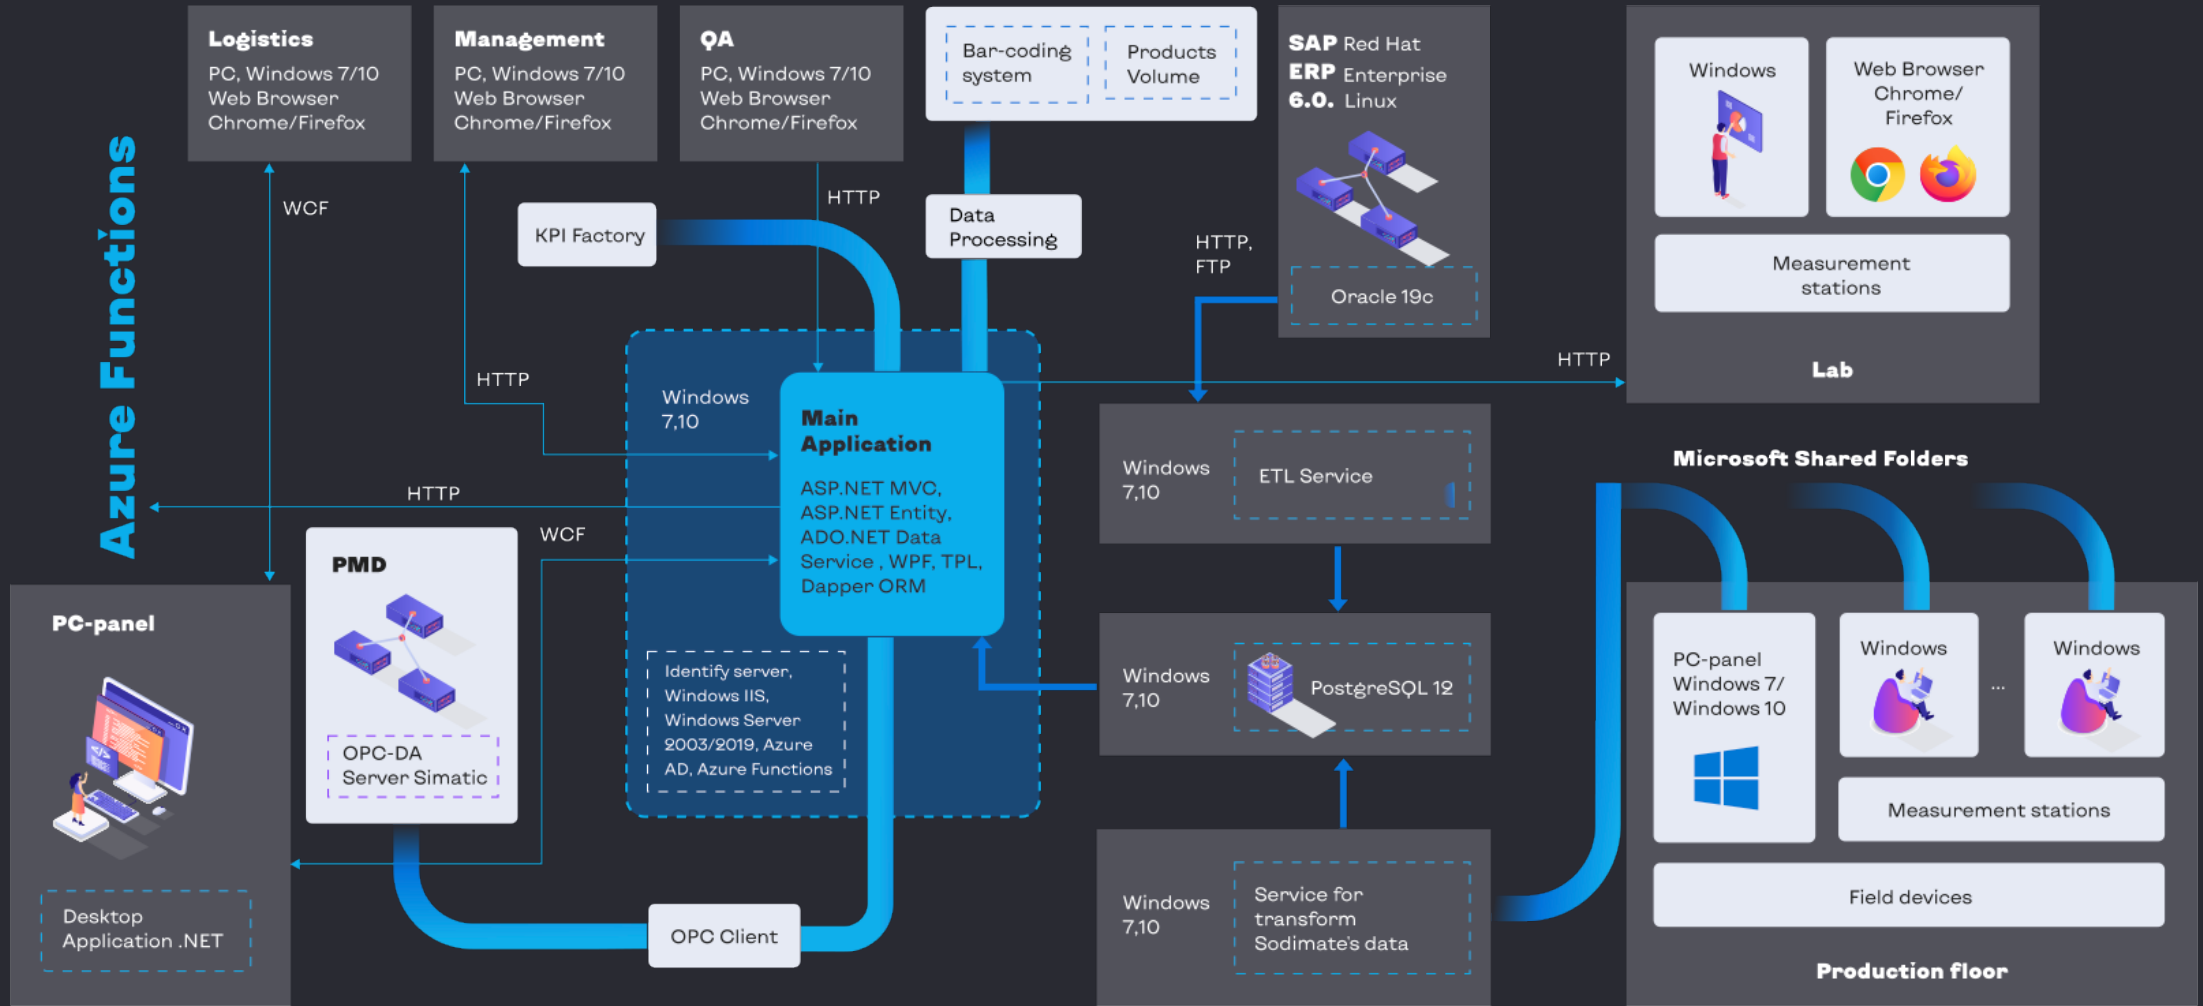 Azure Functions
Logistics
PC, Windows 7/10
Web Browser
Chrome/Firefox
Management
PC, Windows 7/10
Web Browser
Chrome/Firefox
QA
PC, Windows 7/10
Web Browser
Chrome/Firefox
Bar-coding
system
Products
Volume
SAP Red Hat
ERP Enterprise
6.0. Linux
Oracle 19c
Windows
Web Browser
Chrome/
Firefox
Measurement
stations
Lab
WCF
HTTP
KPI Factory
Data
Processing
HTTP,
FTP
HTTP
HTTP
Windows
7,10
Main
Application
ASP.NET MVC,
ASP.NET Entity,
ADO.NET Data
Service , WPF, TPL,
Dapper ORM
Windows
7,10
ETL Service
Microsoft Shared Folders
HTTP
WCF
PMD
OPC-DA
Server Simatic
PC-panel
Desktop
Application .NET
Identify server,
Windows IIS,
Windows Server
2003/2019, Azure
AD, Azure Functions
Windows
7,10
PostgreSQL 12
PC-panel
Windows 7/
Windows 10
Windows
...
Windows
Measurement stations
Field devices
Production floor
OPC Client
Windows
7,10
Service for
transform
Sodimate's data